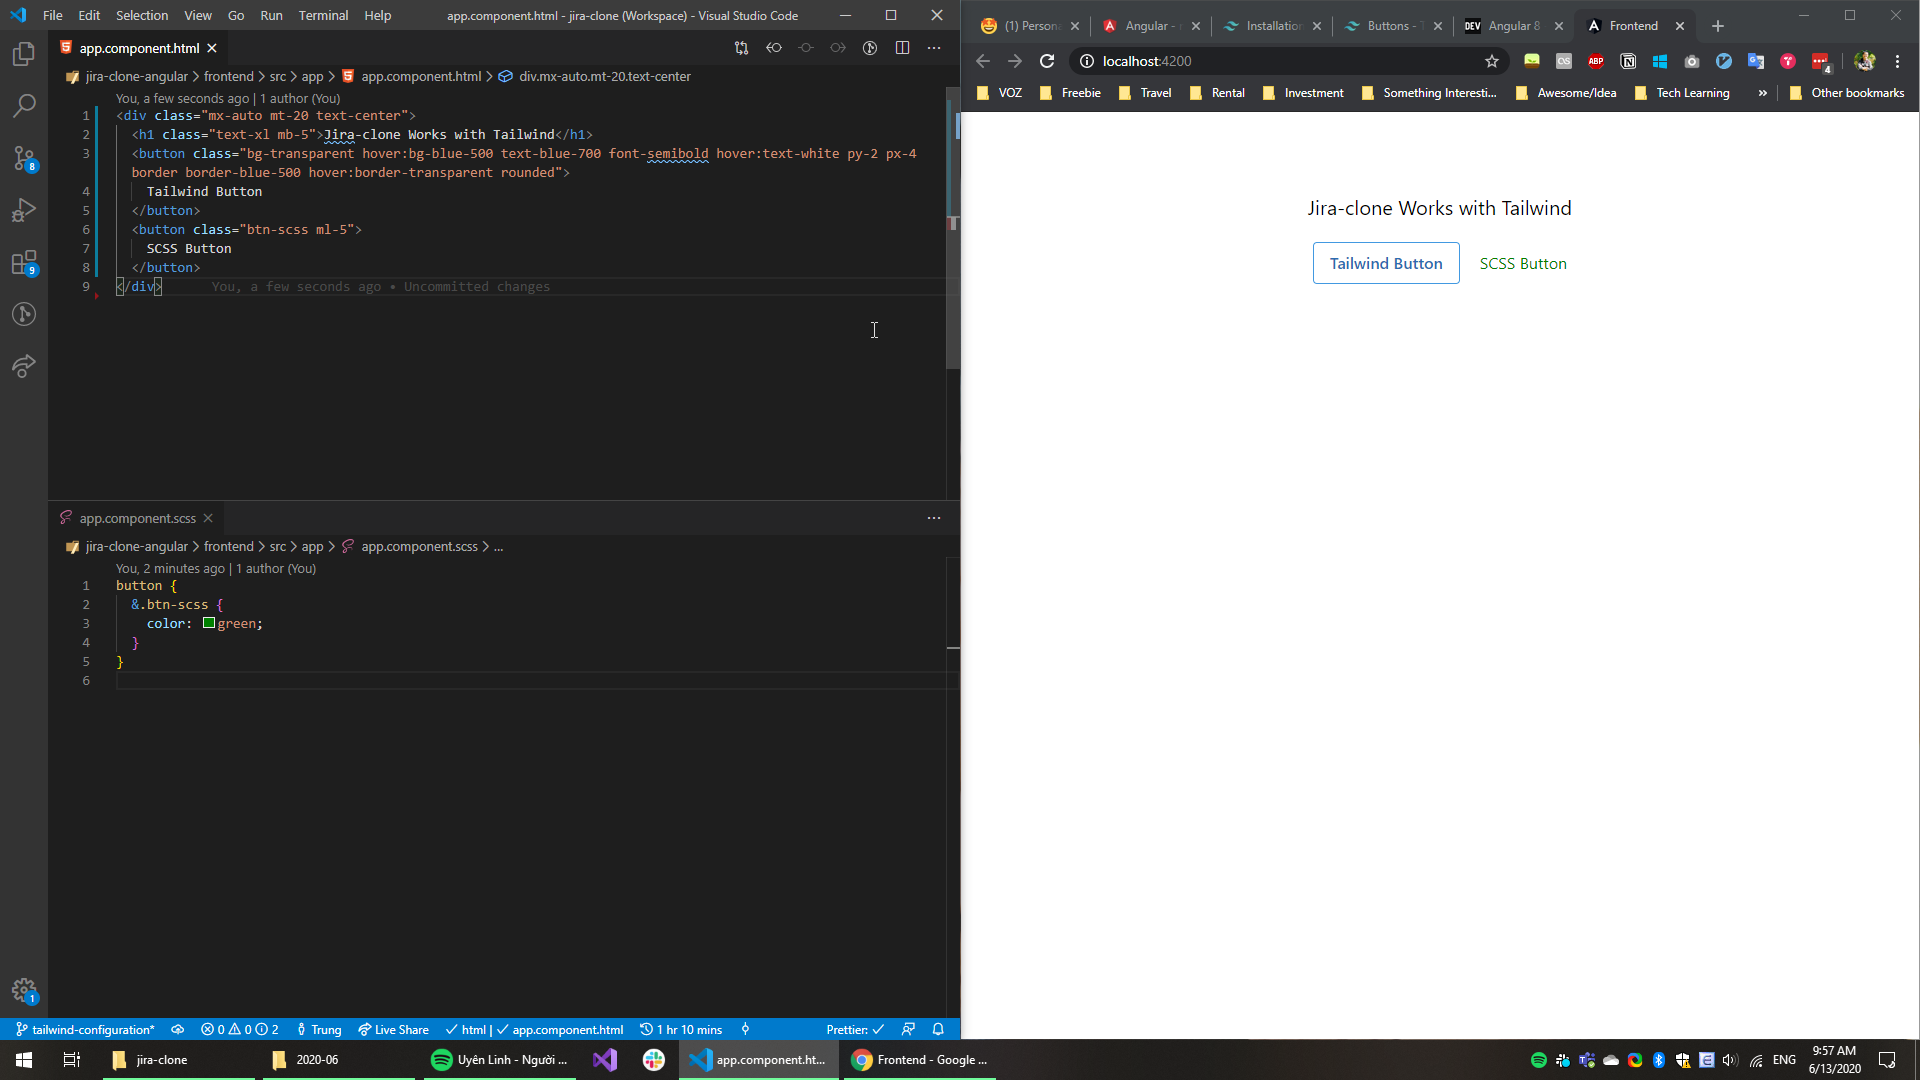 File Edit Selection View Go Run Terminal Help
app.component.html - jira-clone (Workspace) - Visual Studio Code
app.component.html
jira-clone-angular > frontend > src > app > app.component.html > div.mx-auto.mt-20.text-center
You, a few seconds ago | 1 author (You)
1 <div class="mx-auto mt-20 text-center">
2 <h1 class="text-xl mb-5">Jira-clone Works with Tailwind</h1>
3 <button class="bg-transparent hover:bg-blue-500 text-blue-700 font-semibold hover:text-white py-2 px-4
border border-blue-500 hover:border-transparent rounded">
4 Tailwind Button
5 </button>
6 <button class="btn-scss ml-5">
7 SCSS Button
8 </button>
9 </div> You, a few seconds ago • Uncommitted changes
app.component.scss
jira-clone-angular > frontend > src > app > app.component.scss > ...
You, 2 minutes ago | 1 author (You)
1 button {
2 &.btn-scss {
3 color: green;
4 }
5 }
6
8
9
1
tailwind-configuration* 0 0 2 Trung Live Share html | app.component.html 1 hr 10 mins Prettier:
(1) Persona Angular - Installation Buttons - T DEV Angular 8 Frontend
localhost:4200
ABP
4
VOZ Freebie Travel Rental Investment Something Interesti... Awesome/Idea Tech Learning » Other bookmarks
Jira-clone Works with Tailwind
Tailwind Button SCSS Button
jira-clone 2020-06 Uyên Linh - Người ... app.component.ht... Frontend - Google ...
ENG 9:57 AM
6/13/2020